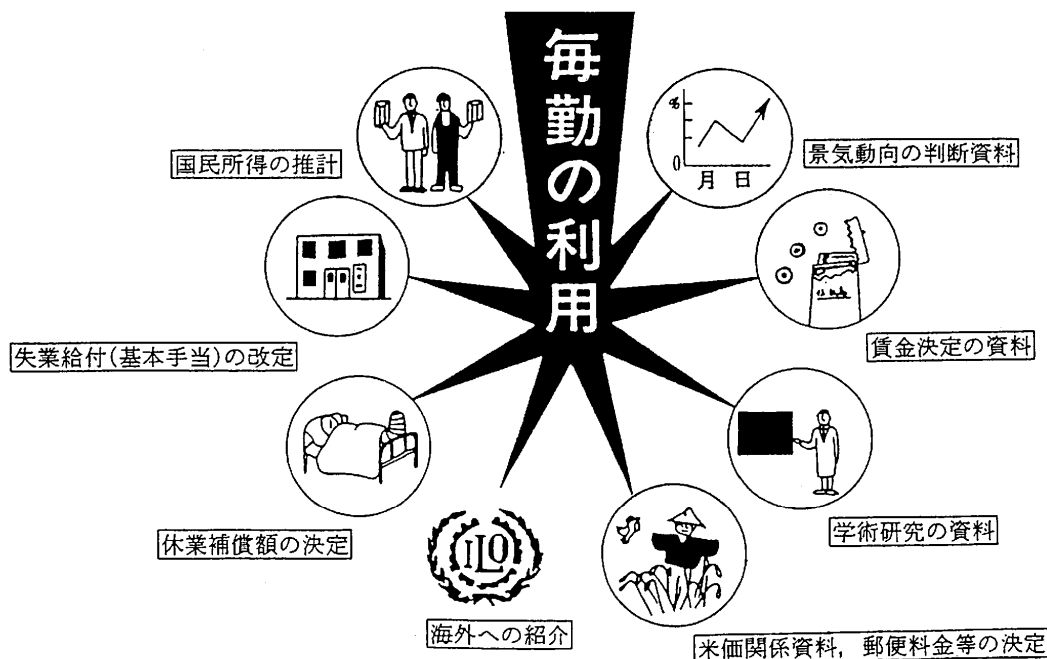 毎勤の利用
国民所得の推計
%
0
月 日
景気動向の判断資料
失業給付(基本手当)の改定
賃金決定の資料
休業補償額の決定
学術研究の資料
ILO
海外への紹介
米価関係資料, 郵便料金等の決定